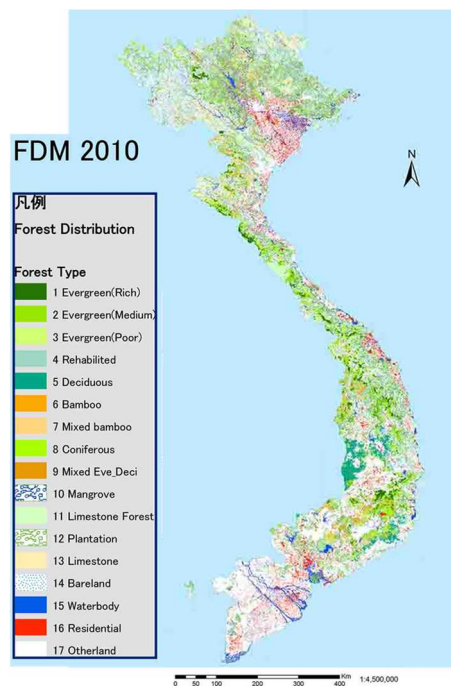 FDM 2010
N
凡例
Forest Distribution
Forest Type
1 Evergreen(Rich)
2 Evergreen(Medium)
3 Evergreen(Poor)
4 Rehabilited
5 Deciduous
6 Bamboo
7 Mixed bamboo
8 Coniferous
9 Mixed Eve_Deci
10 Mangrove
11 Limestone Forest
12 Plantation
13 Limestone
14 Bareland
15 Waterbody
16 Residential
17 Otherland
Km
0 50 100 200 300 400
1:4,500,000